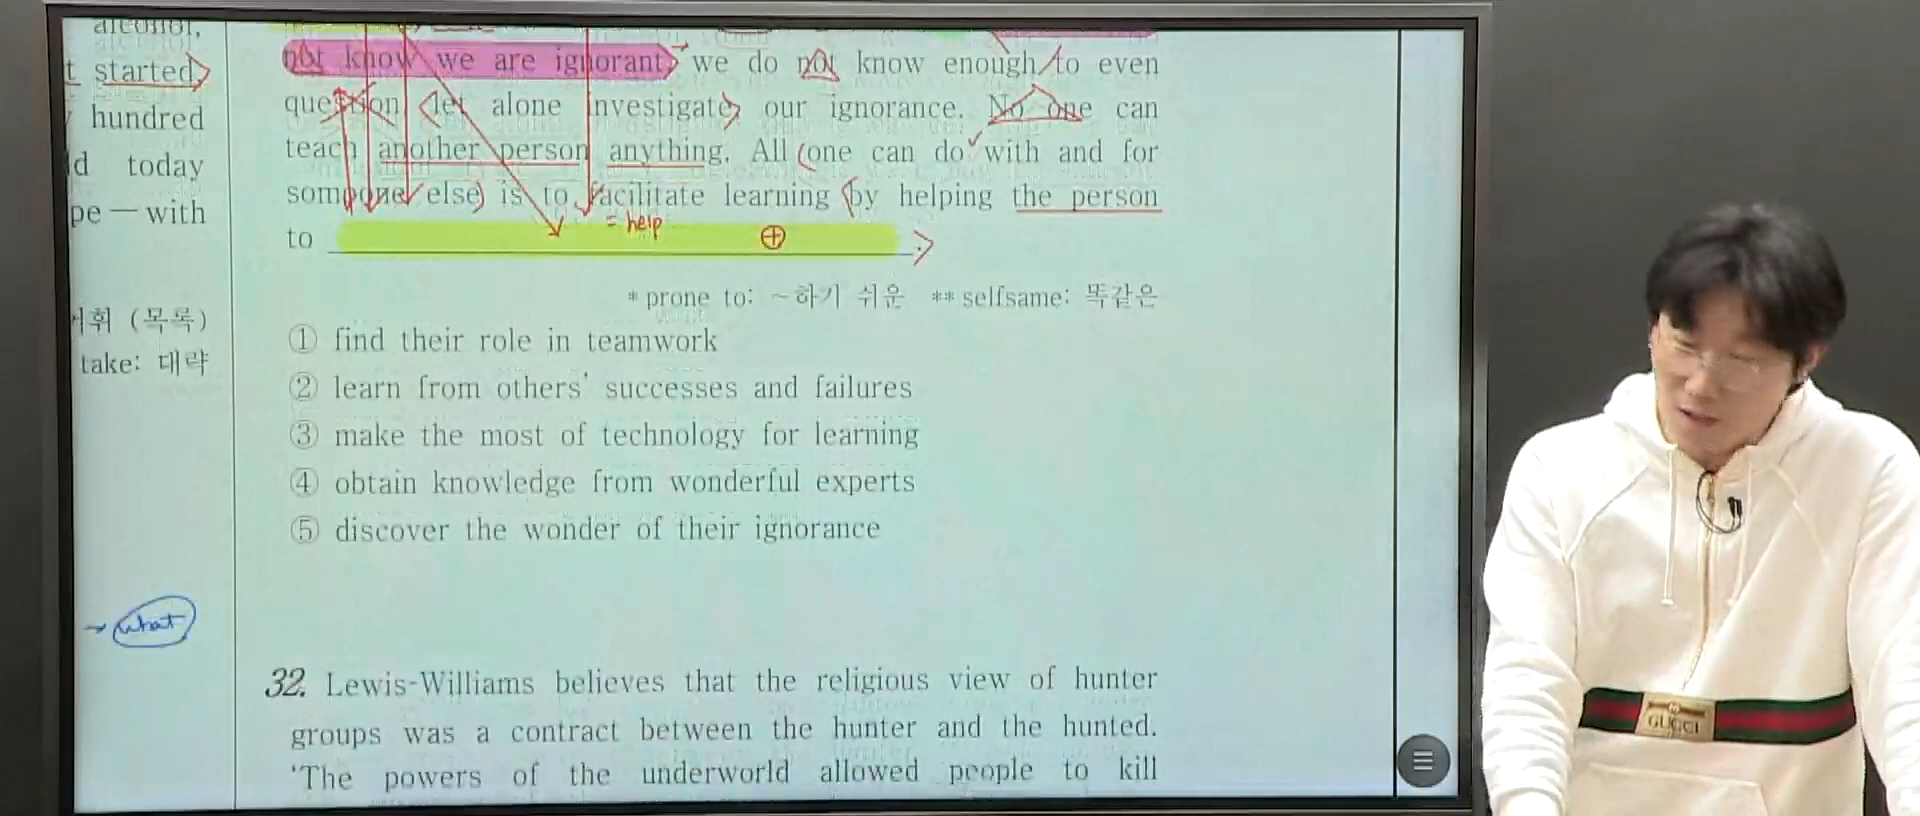 alcohol,
t started
hundred
d today
pe — with
휘 (목록)
take: 대략
→ what
not know we are ignorant, we do not know enough to even
question, let alone investigate, our ignorance. No one can
teach another person anything. All one can do with and for
someone else is to facilitate learning by helping the person
= help
to ⊕ .
* prone to: ~하기 쉬운 ** selfsame: 똑같은
① find their role in teamwork
② learn from others' successes and failures
③ make the most of technology for learning
④ obtain knowledge from wonderful experts
⑤ discover the wonder of their ignorance
32. Lewis-Williams believes that the religious view of hunter
groups was a contract between the hunter and the hunted.
'The powers of the underworld allowed people to kill
GUCCI